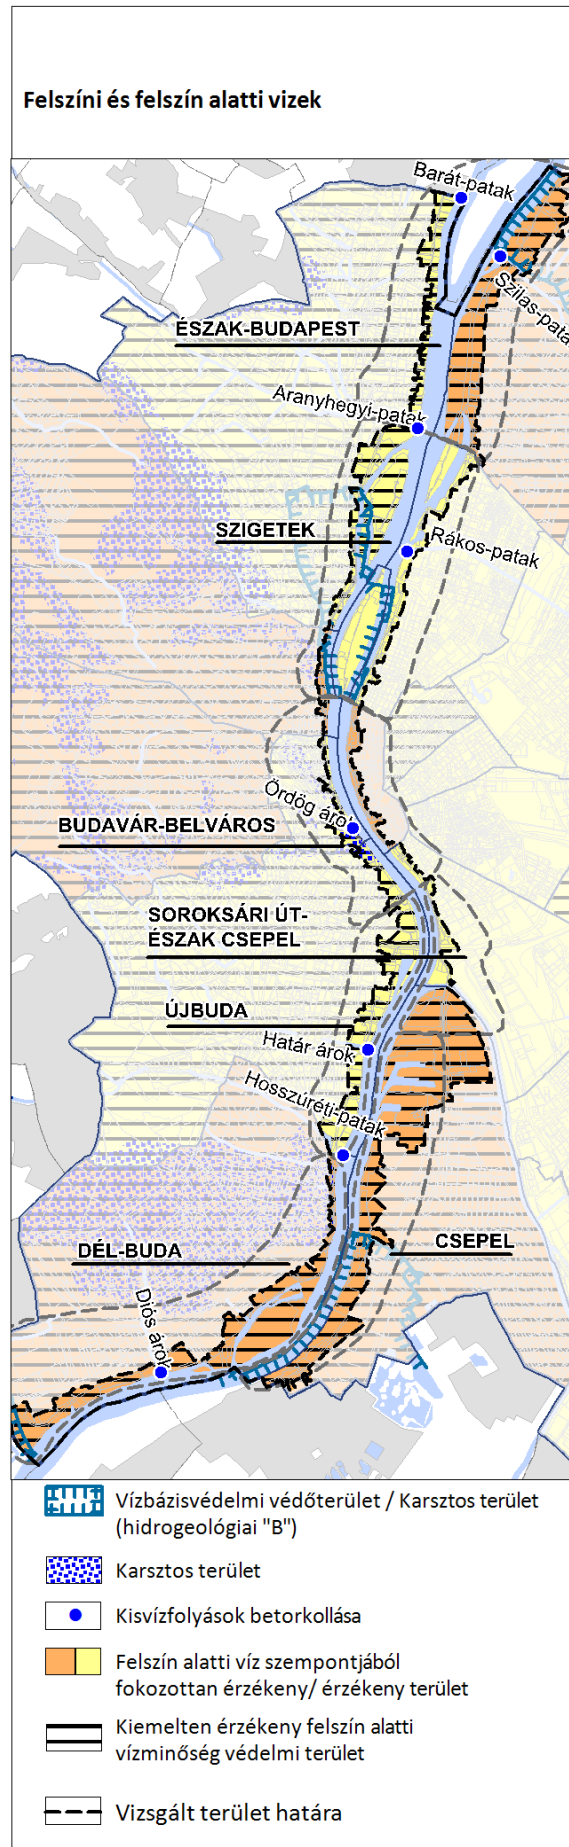 Felszíni és felszín alatti vizek
Barát-patak
Szilas-pata
ÉSZAK-BUDAPEST
Aranyhegyi-patak
SZIGETEK
Rákos-patak
Ördög árok
BUDAVÁR-BELVÁROS
SOROKSÁRI ÚT-
ÉSZAK CSEPEL
ÚJBUDA
Határ árok
Hosszúréti-patak
CSEPEL
DÉL-BUDA
Diós árok
Vízbázisvédelmi védőterület / Karsztos terület
(hidrogeológiai "B")
Karsztos terület
Kisvízfolyások betorkollása
Felszín alatti víz szempontjából
fokozottan érzékeny/ érzékeny terület
Kiemelten érzékeny felszín alatti
vízminőség védelmi terület
Vizsgált terület határa